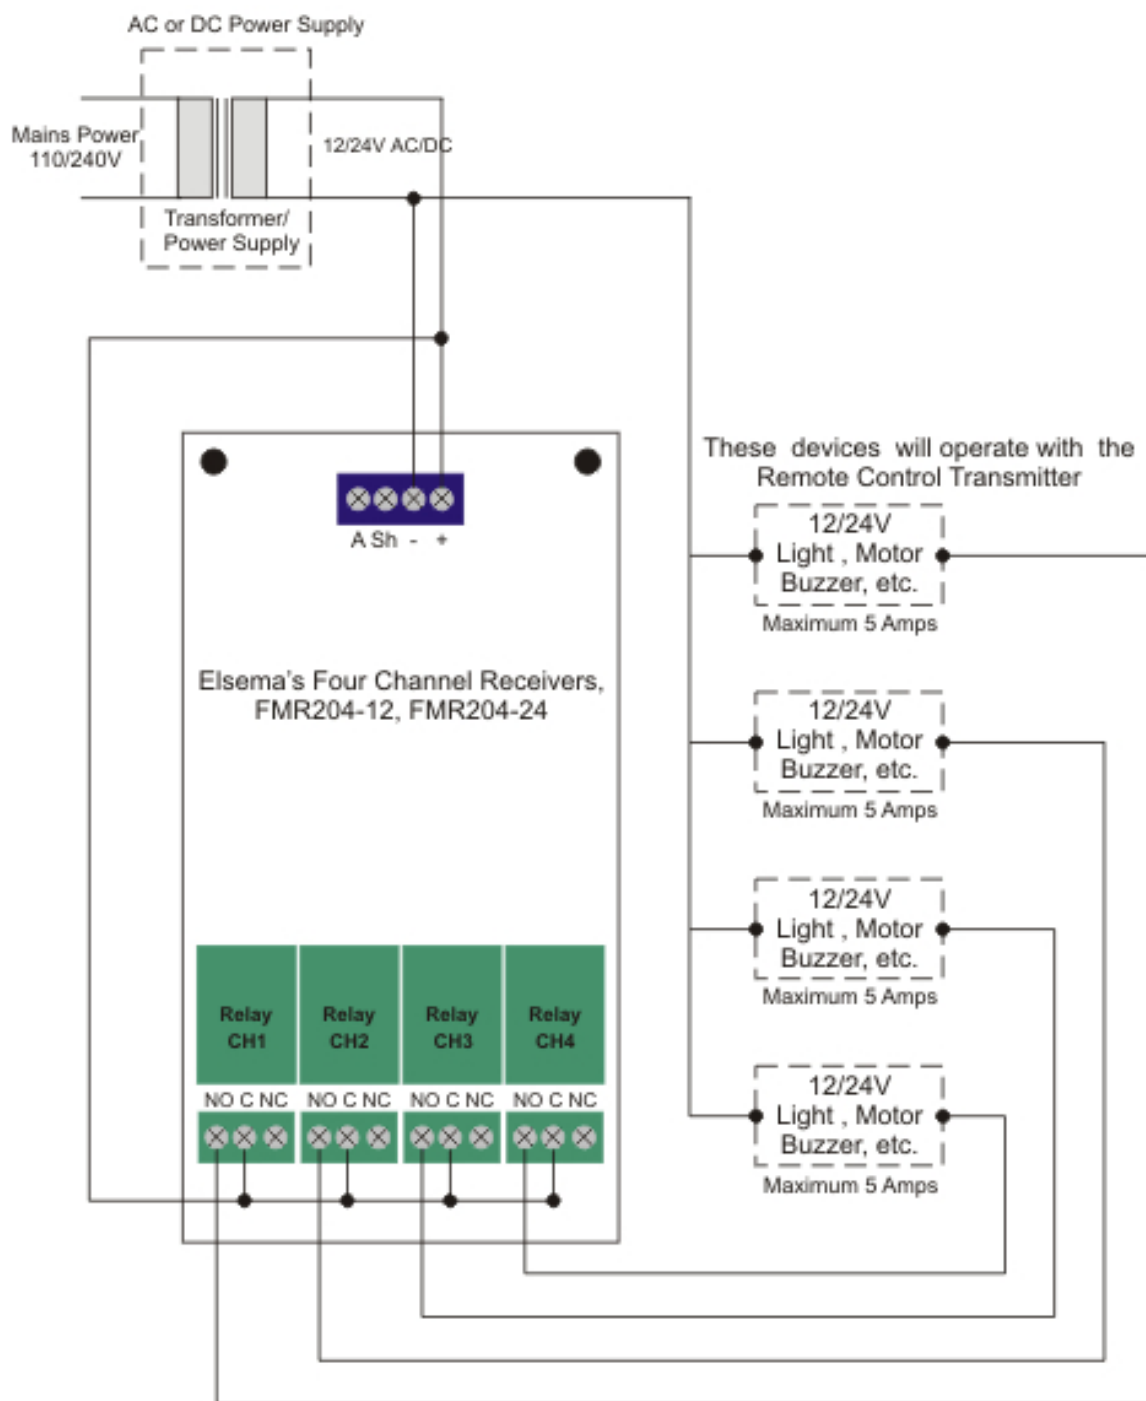 AC or DC Power Supply
Mains Power
110/240V
12/24V AC/DC
Transformer/
Power Supply
These devices will operate with the
Remote Control Transmitter
A Sh - +
12/24V
Light , Motor
Buzzer, etc.
Maximum 5 Amps
Elsema's Four Channel Receivers,
FMR204-12, FMR204-24
12/24V
Light , Motor
Buzzer, etc.
Maximum 5 Amps
12/24V
Light , Motor
Buzzer, etc.
Maximum 5 Amps
Relay
CH1
Relay
CH2
Relay
CH3
Relay
CH4
NO C NC
NO C NC
NO C NC
NO C NC
12/24V
Light , Motor
Buzzer, etc.
Maximum 5 Amps